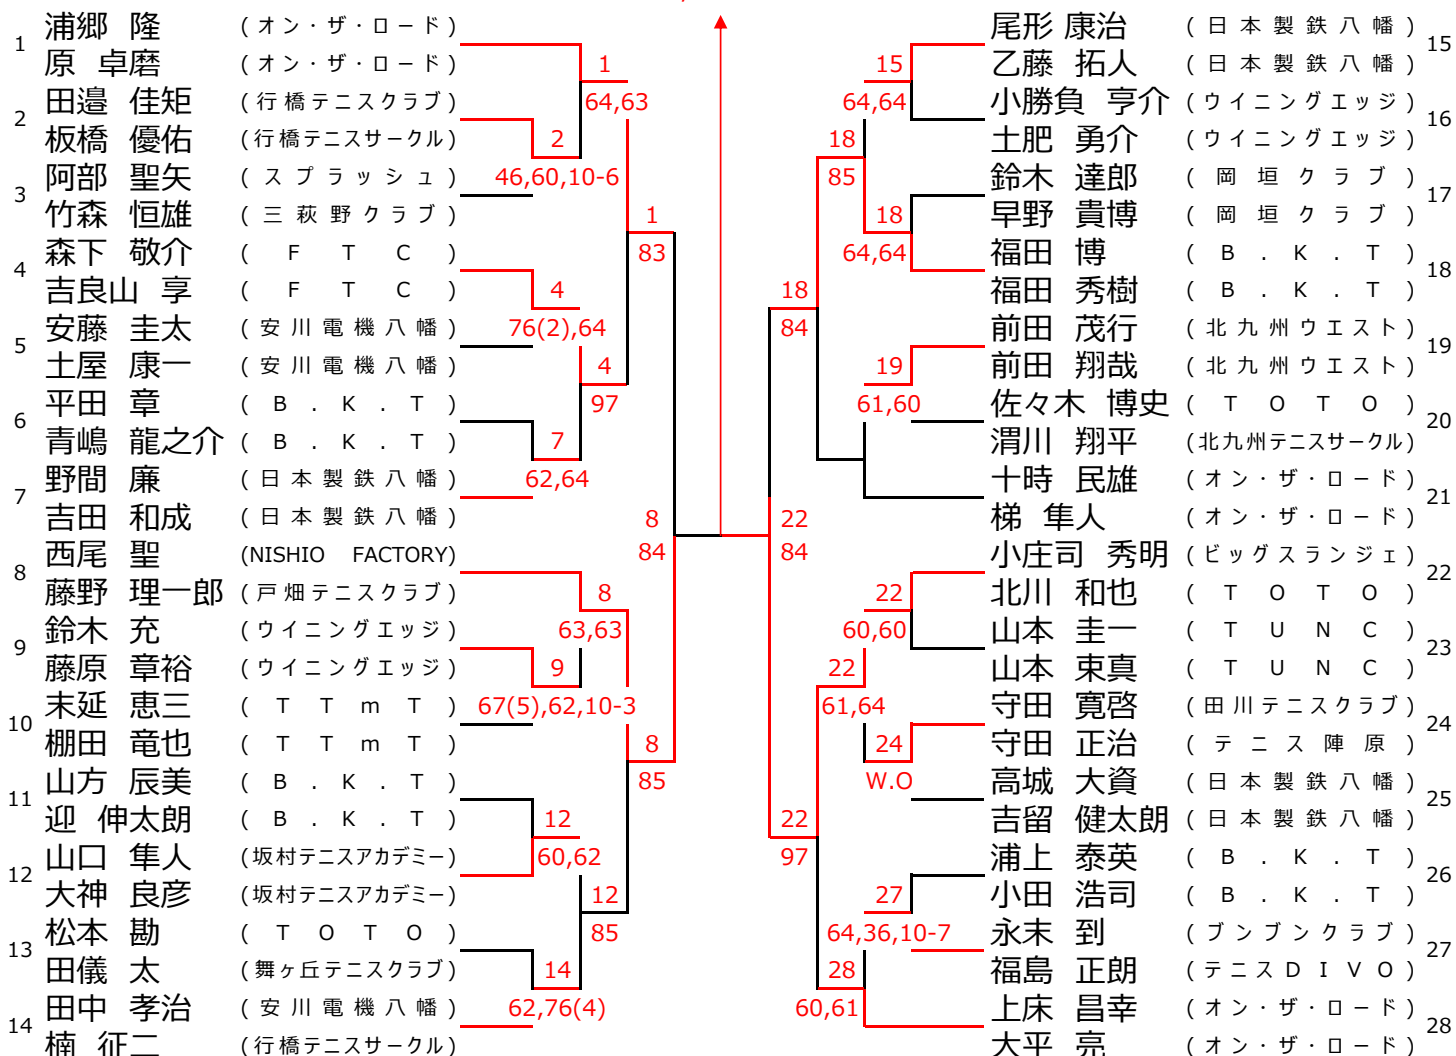 浦郷 隆 (オン・ザ・ロード)
1
原 卓磨 (オン・ザ・ロード)
1
64,63
田邉 佳矩 (行橋テニスクラブ)
2
板橋 優佑 (行橋テニスサークル)
2
46,60,10-6
阿部 聖矢 (スプラッシュ)
3
竹森 恒雄 (三萩野クラブ)
1
83
森下 敬介 (FTC)
4
吉良山 享 (FTC)
4
76(2),64
安藤 圭太 (安川電機八幡)
5
土屋 康一 (安川電機八幡)
4
97
平田 章 (B.K.T)
6
青嶋 龍之介 (B.K.T)
7
62,64
野間 廉 (日本製鉄八幡)
7
吉田 和成 (日本製鉄八幡)
8
84
西尾 聖 (NISHIO FACTORY)
8
藤野 理一郎 (戸畑テニスクラブ)
8
63,63
鈴木 充 (ウイニングエッジ)
9
藤原 章裕 (ウイニングエッジ)
9
67(5),62,10-3
末延 恵三 (TTmT)
10
棚田 竜也 (TTmT)
8
85
山方 辰美 (B.K.T)
11
迎 伸太朗 (B.K.T)
12
60,62
山口 隼人 (坂村テニスアカデミー)
12
大神 良彦 (坂村テニスアカデミー)
12
85
松本 勘 (TOTO)
13
田儀 太 (舞ヶ丘テニスクラブ)
14
62,76(4)
田中 孝治 (安川電機八幡)
14
楠 征二 (行橋テニスサークル)
尾形 康治 (日本製鉄八幡)
15
乙藤 拓人 (日本製鉄八幡)
15
64,64
小勝負 亨介 (ウイニングエッジ)
16
土肥 勇介 (ウイニングエッジ)
18
85
鈴木 達郎 (岡垣クラブ)
17
早野 貴博 (岡垣クラブ)
18
64,64
福田 博 (B.K.T)
18
福田 秀樹 (B.K.T)
18
84
前田 茂行 (北九州ウエスト)
19
前田 翔哉 (北九州ウエスト)
19
61,60
佐々木 博史 (TOTO)
20
渭川 翔平 (北九州テニスサークル)
十時 民雄 (オン・ザ・ロード)
21
梯 隼人 (オン・ザ・ロード)
22
84
小庄司 秀明 (ビッグスランジェ)
22
北川 和也 (TOTO)
22
60,60
山本 圭一 (TUNC)
23
山本 束真 (TUNC)
22
61,64
守田 寛啓 (田川テニスクラブ)
24
守田 正治 (テニス陣原)
24
W.O
高城 大資 (日本製鉄八幡)
25
吉留 健太朗 (日本製鉄八幡)
22
97
浦上 泰英 (B.K.T)
26
小田 浩司 (B.K.T)
27
64,36,10-7
永末 到 (ブンブンクラブ)
27
福島 正朗 (テニスDIVO)
28
60,61
上床 昌幸 (オン・ザ・ロード)
28
大平 亮 (オン・ザ・ロード)